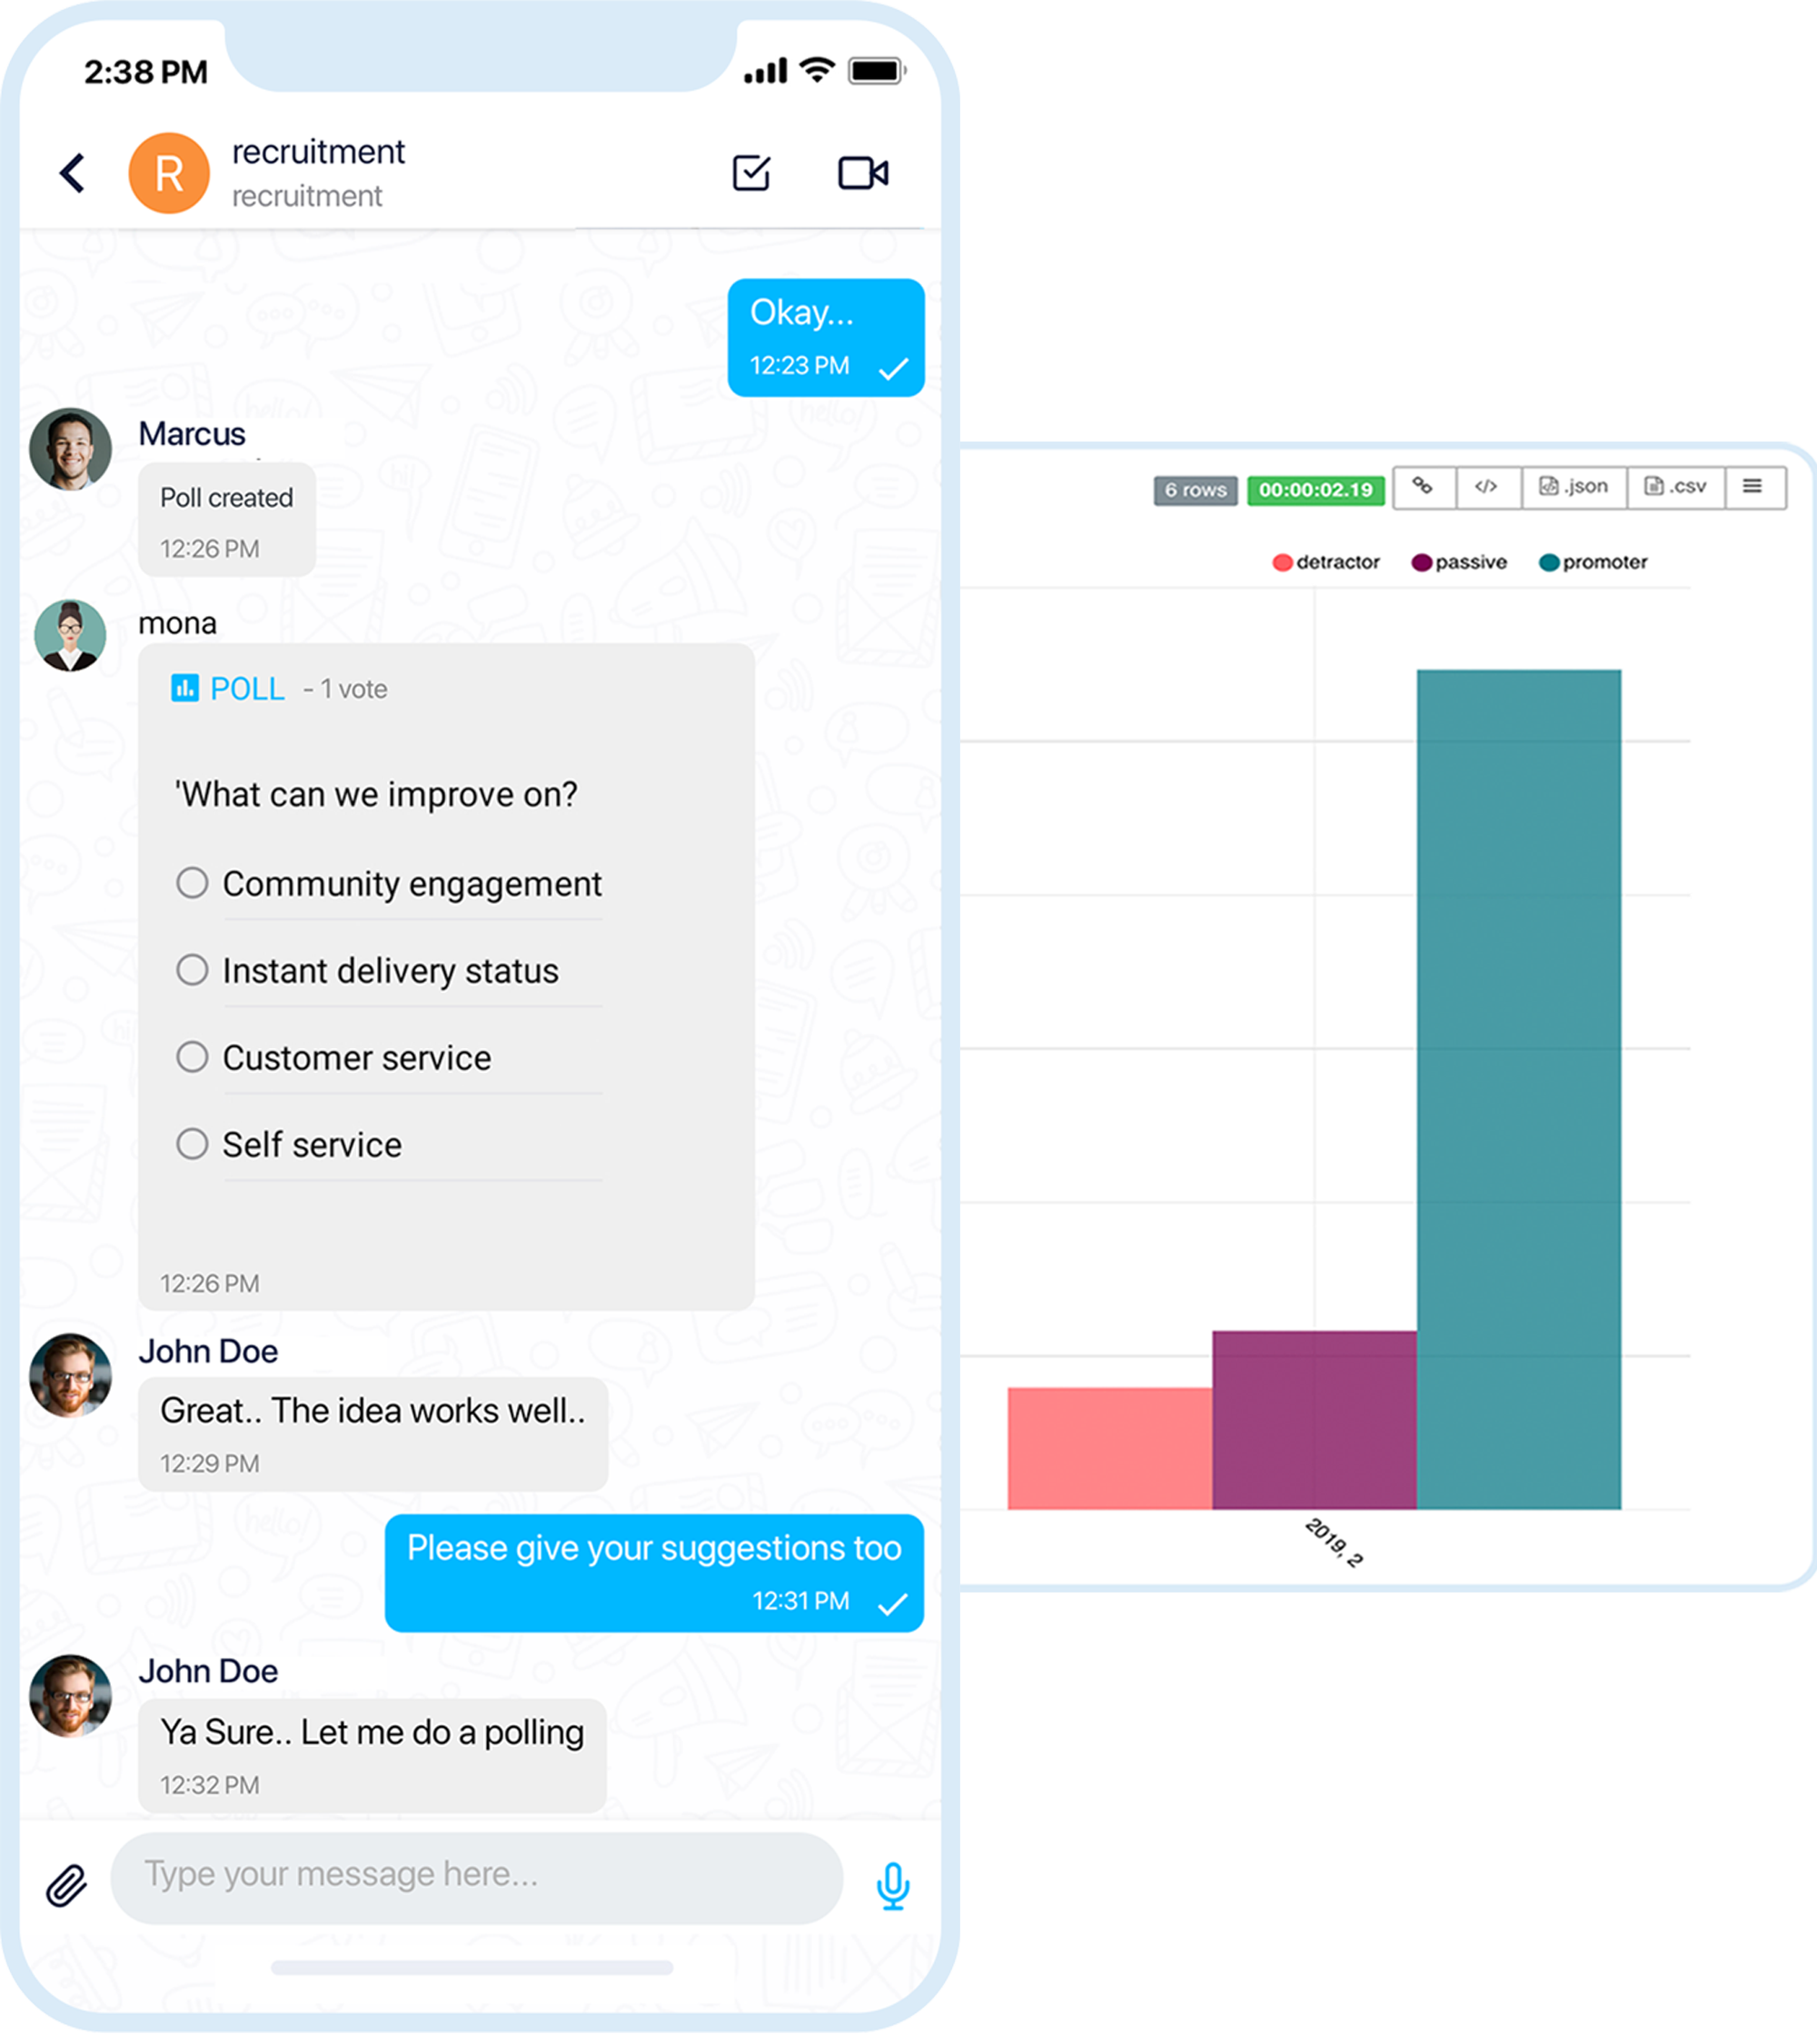 2:38 PM
R
recruitment
recruitment
Okay...
12:23 PM
Marcus
Poll created
12:26 PM
mona
POLL - 1 vote
'What can we improve on?
Community engagement
Instant delivery status
Customer service
Self service
12:26 PM
John Doe
Great.. The idea works well..
12:29 PM
Please give your suggestions too
12:31 PM
John Doe
Ya Sure.. Let me do a polling
12:32 PM
Type your message here...
6 rows
00:00:02.19
</>
.json
.csv
detractor passive promoter
2019, 2